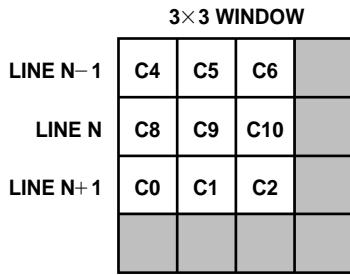 3×3 WINDOW
LINE N−1 C4 C5 C6
LINE N C8 C9 C10
LINE N+1 C0 C1 C2